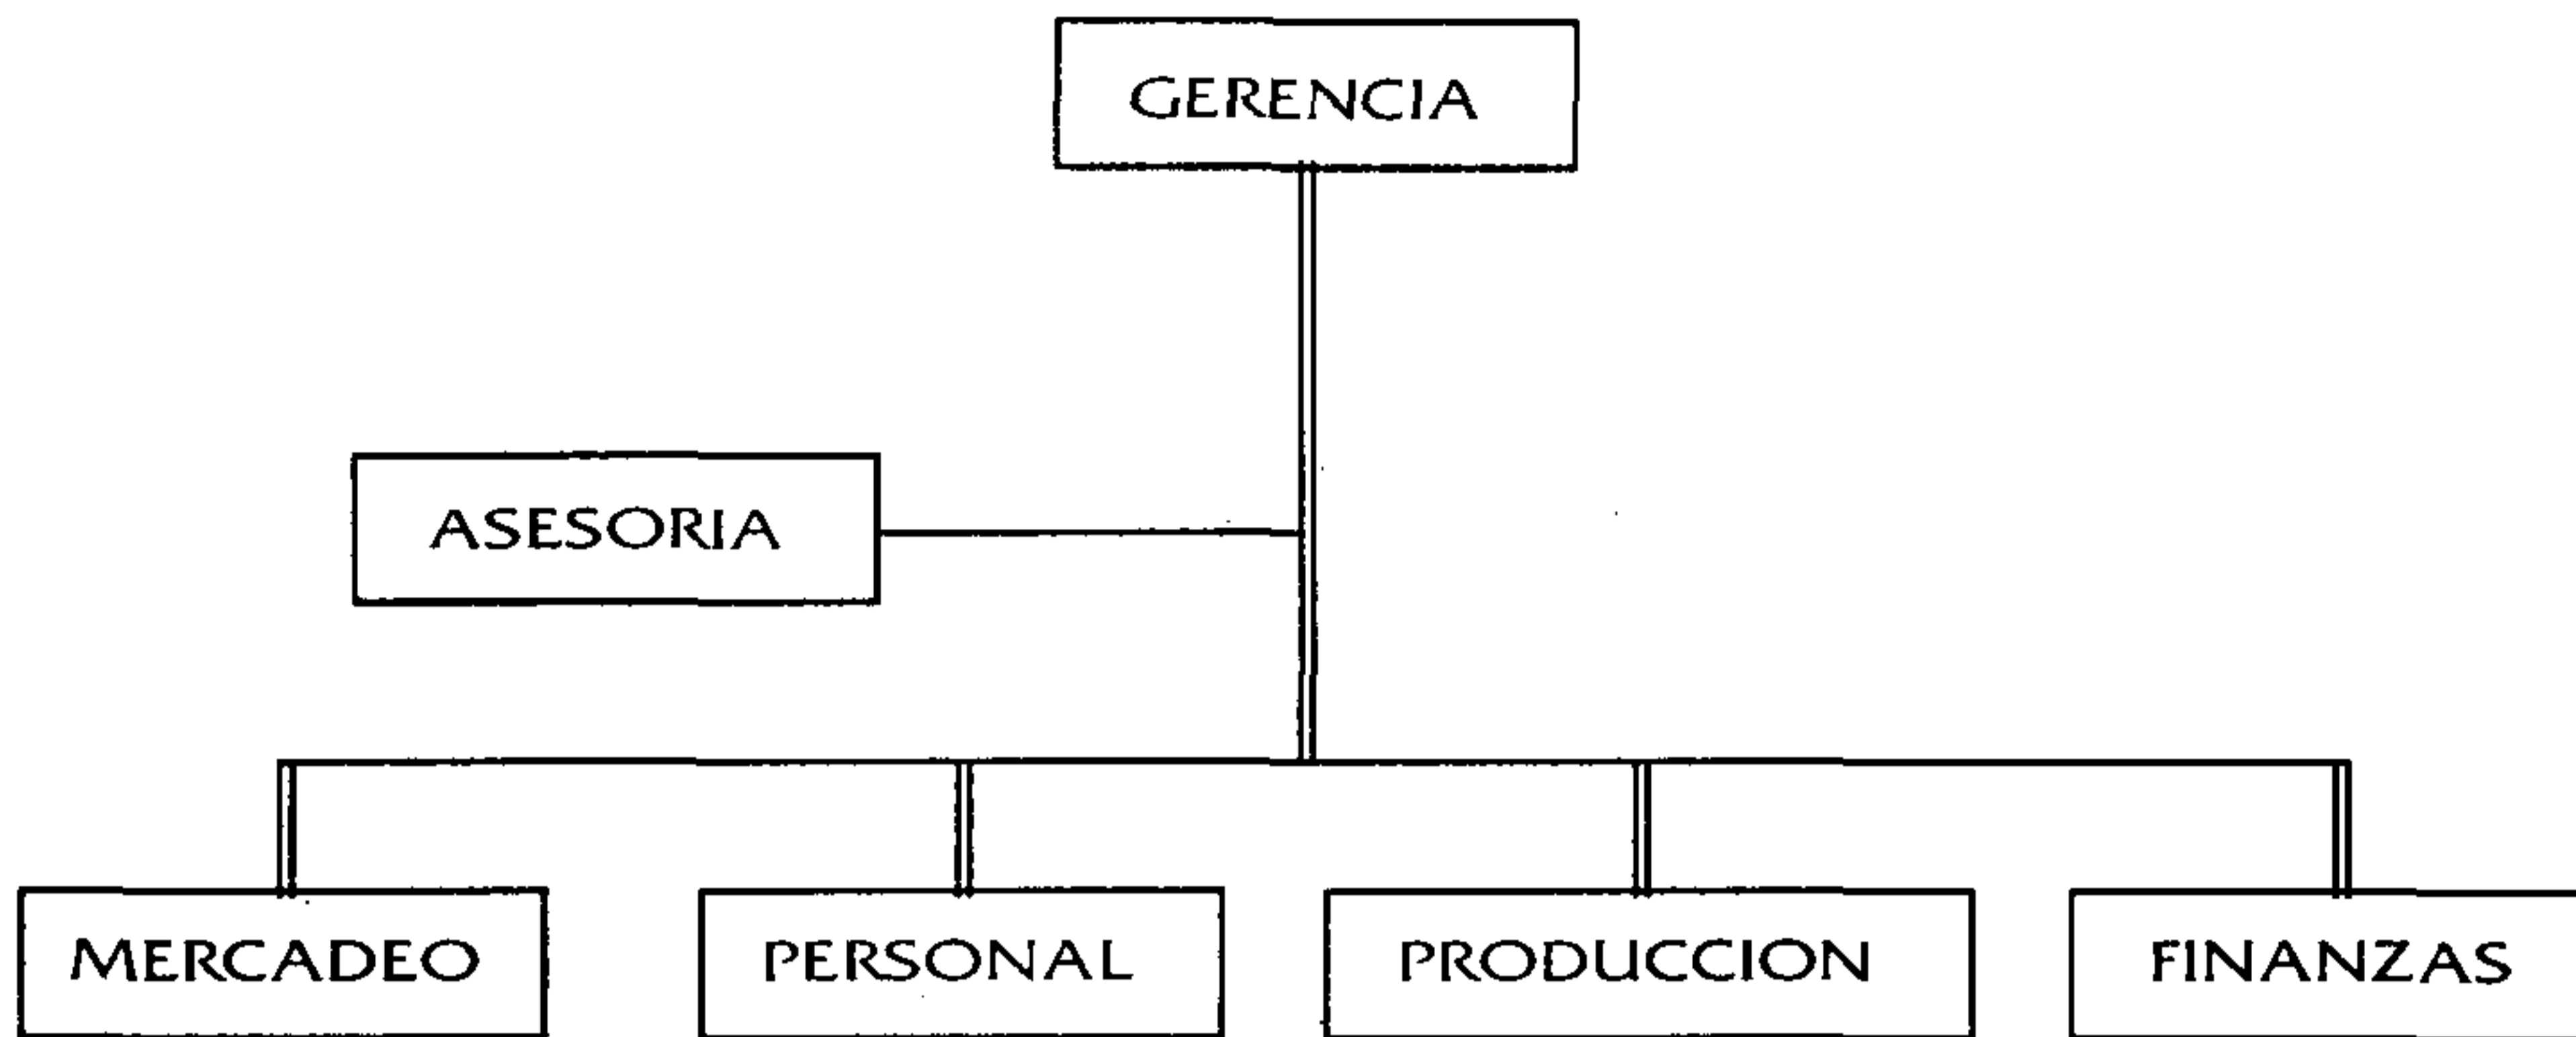 GERENCIA
ASESORIA
MERCADEO
PERSONAL
PRODUCCION
FINANZAS